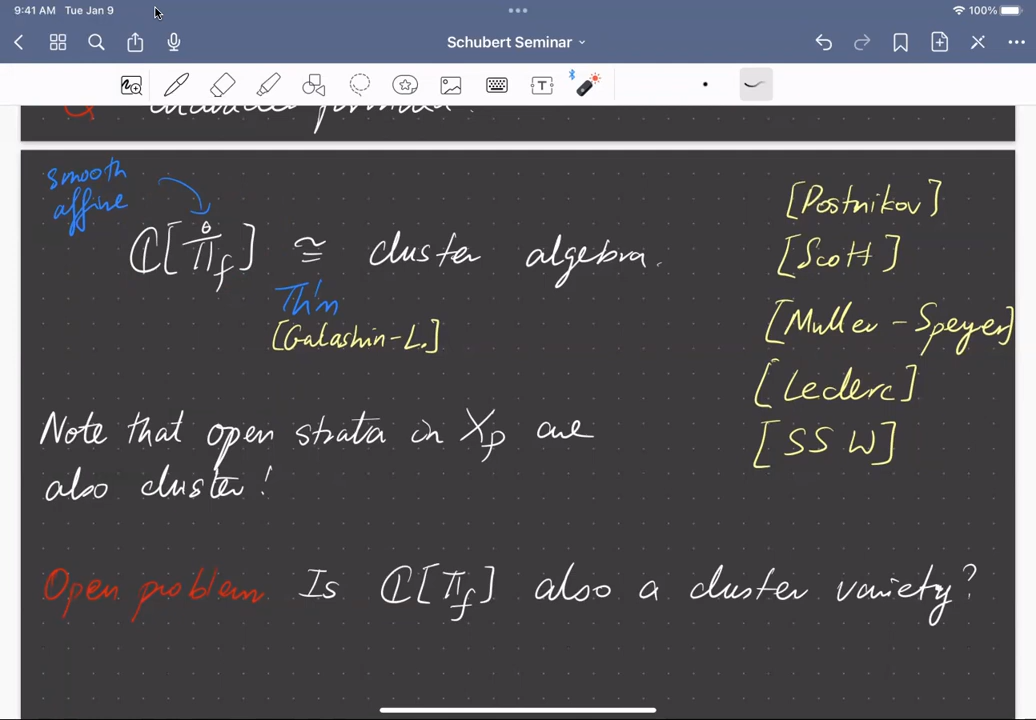 9:41 AM Tue Jan 9
100%
Schubert Seminar
smooth
affine
ℂ[Π̊_f] ≅ cluster algebra.
Th'm
[Galashin-L.]
[Postnikov]
[Scott]
[Muller-Speyer]
[Leclerc]
[SSW]
Note that open strata in X_f are
also cluster!
Open problem Is ℂ[Π_f] also a cluster variety?